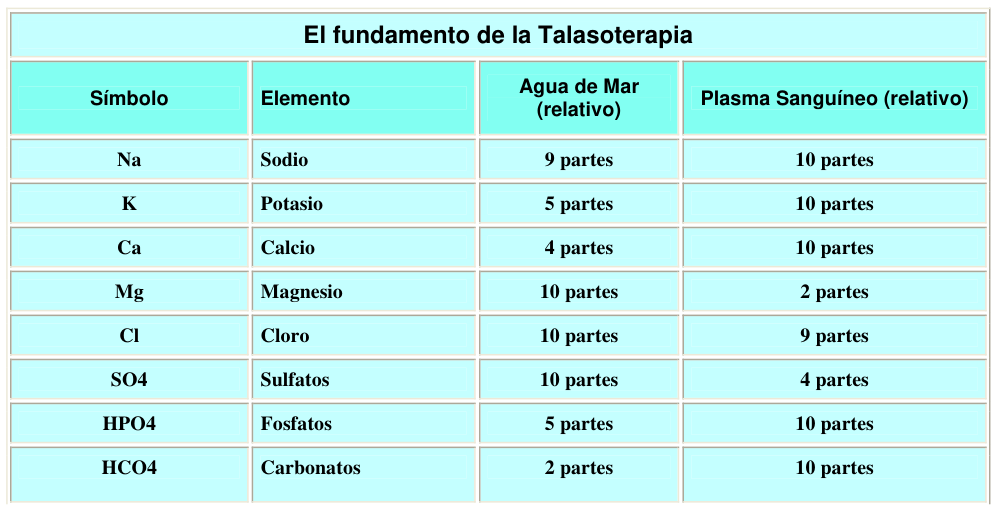 El fundamento de la Talasoterapia
Símbolo Elemento Agua de Mar (relativo) Plasma Sanguíneo (relativo)
Na Sodio 9 partes 10 partes
K Potasio 5 partes 10 partes
Ca Calcio 4 partes 10 partes
Mg Magnesio 10 partes 2 partes
Cl Cloro 10 partes 9 partes
SO4 Sulfatos 10 partes 4 partes
HPO4 Fosfatos 5 partes 10 partes
HCO4 Carbonatos 2 partes 10 partes